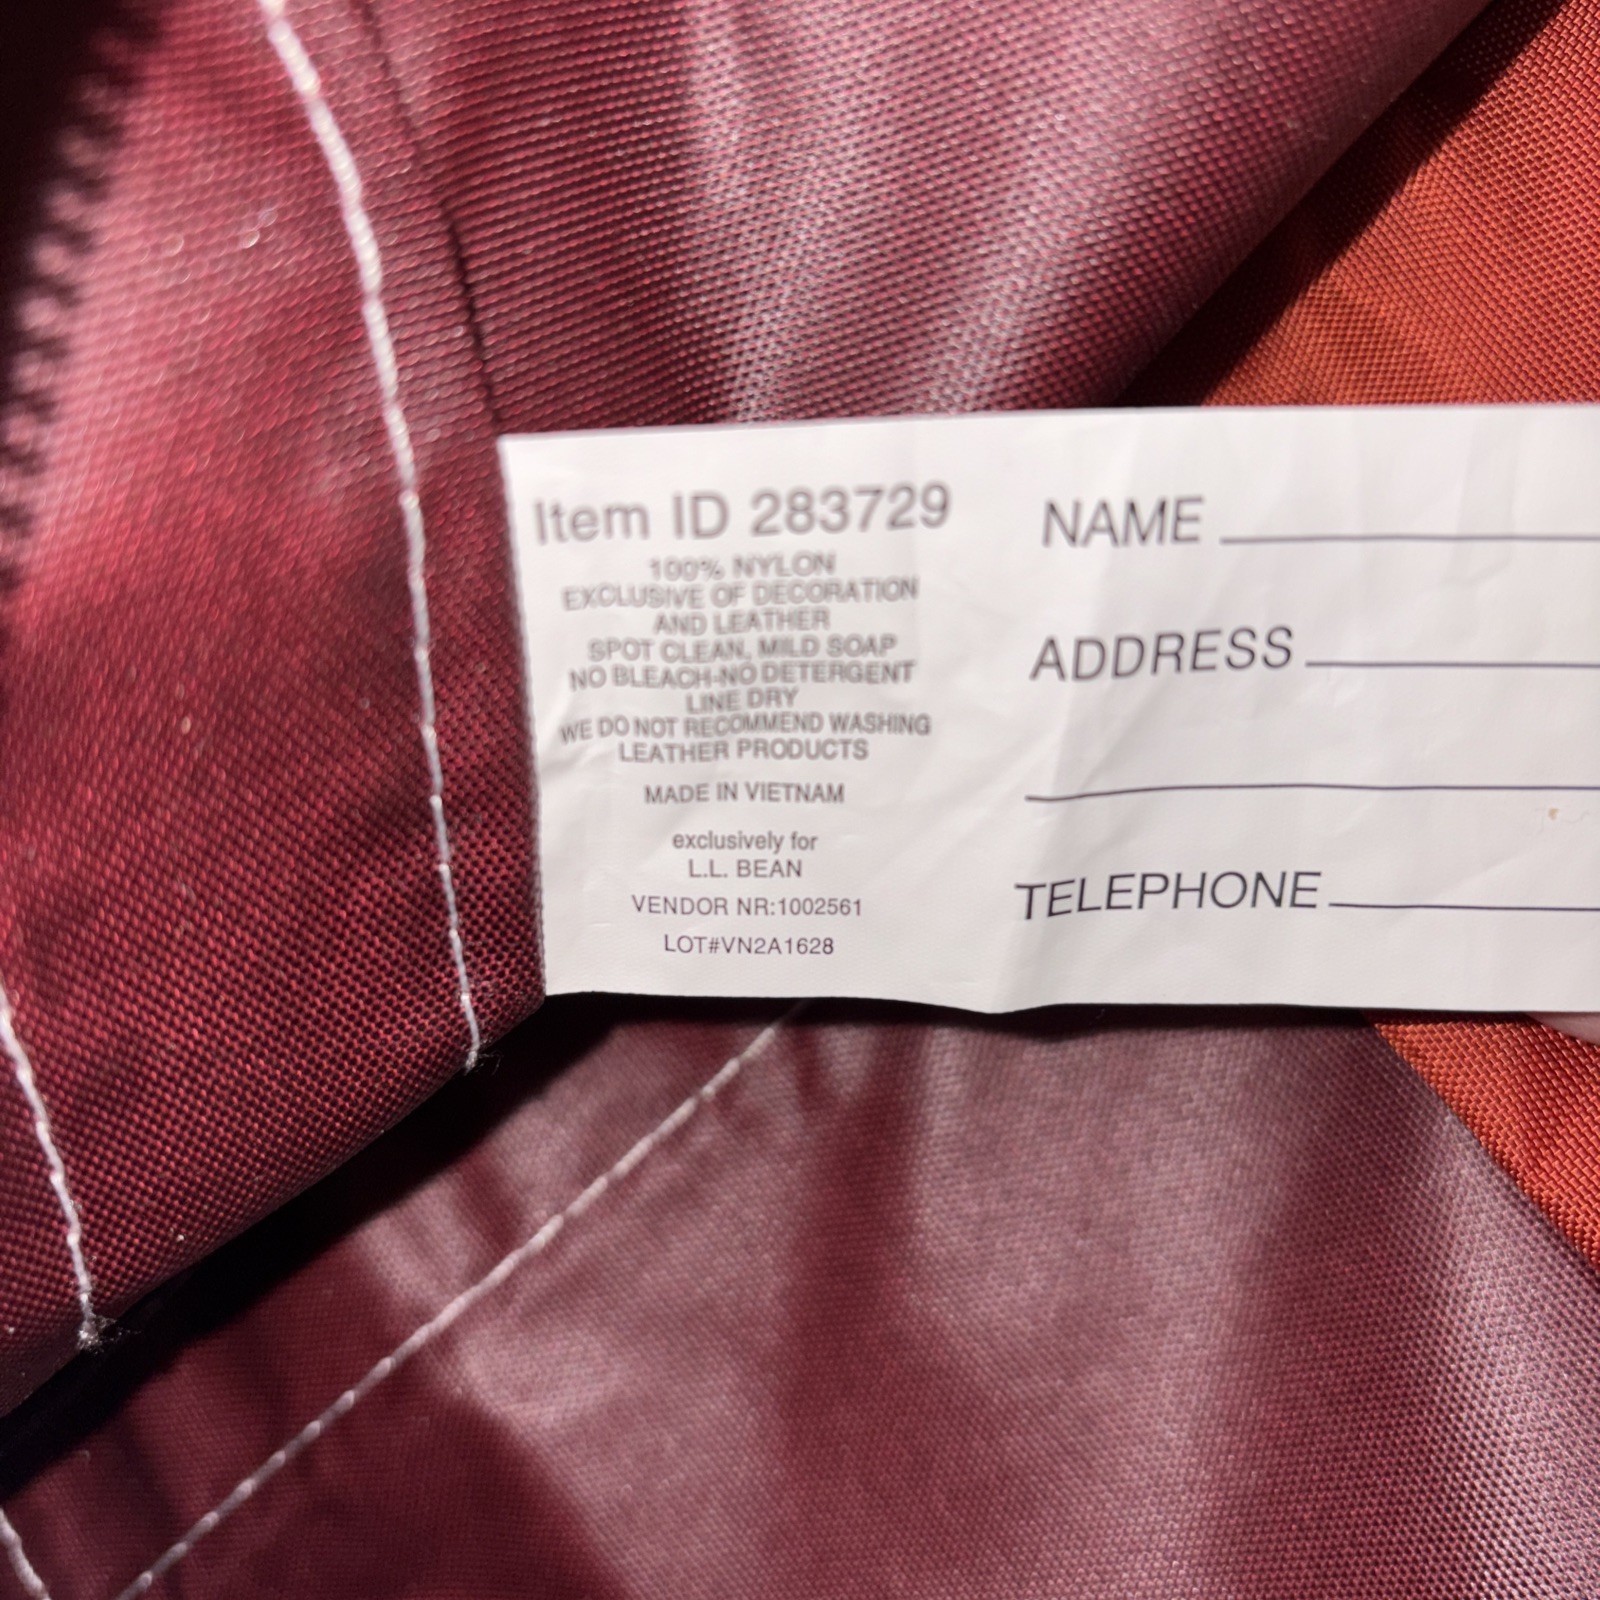 Item ID 283729
100% NYLON
EXCLUSIVE OF DECORATION
AND LEATHER
SPOT CLEAN, MILD SOAP
NO BLEACH-NO DETERGENT
LINE DRY
WE DO NOT RECOMMEND WASHING
LEATHER PRODUCTS
MADE IN VIETNAM
exclusively for
L.L. BEAN
VENDOR NR:1002561
LOT#VN2A1628
NAME
ADDRESS
TELEPHONE